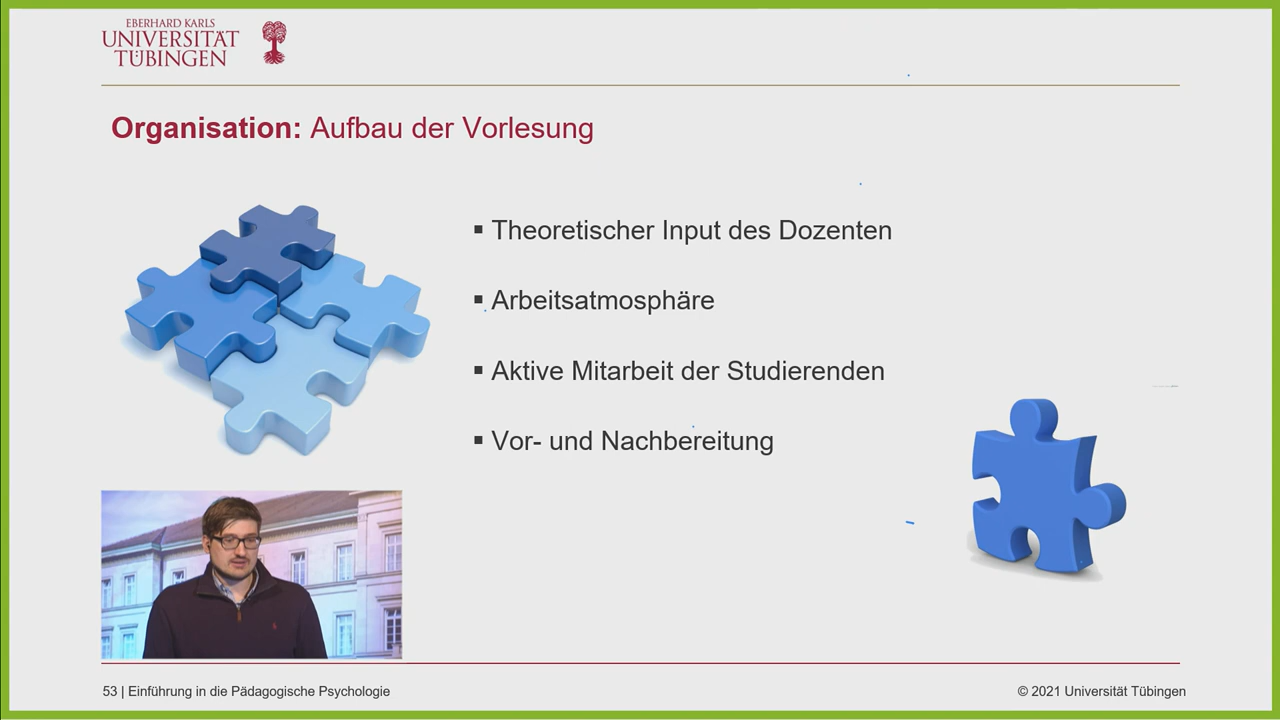 EBERHARD KARLS
UNIVERSITÄT
TÜBINGEN
Organisation: Aufbau der Vorlesung
▪ Theoretischer Input des Dozenten
▪ Arbeitsatmosphäre
▪ Aktive Mitarbeit der Studierenden
▪ Vor- und Nachbereitung
53 | Einführung in die Pädagogische Psychologie
© 2021 Universität Tübingen